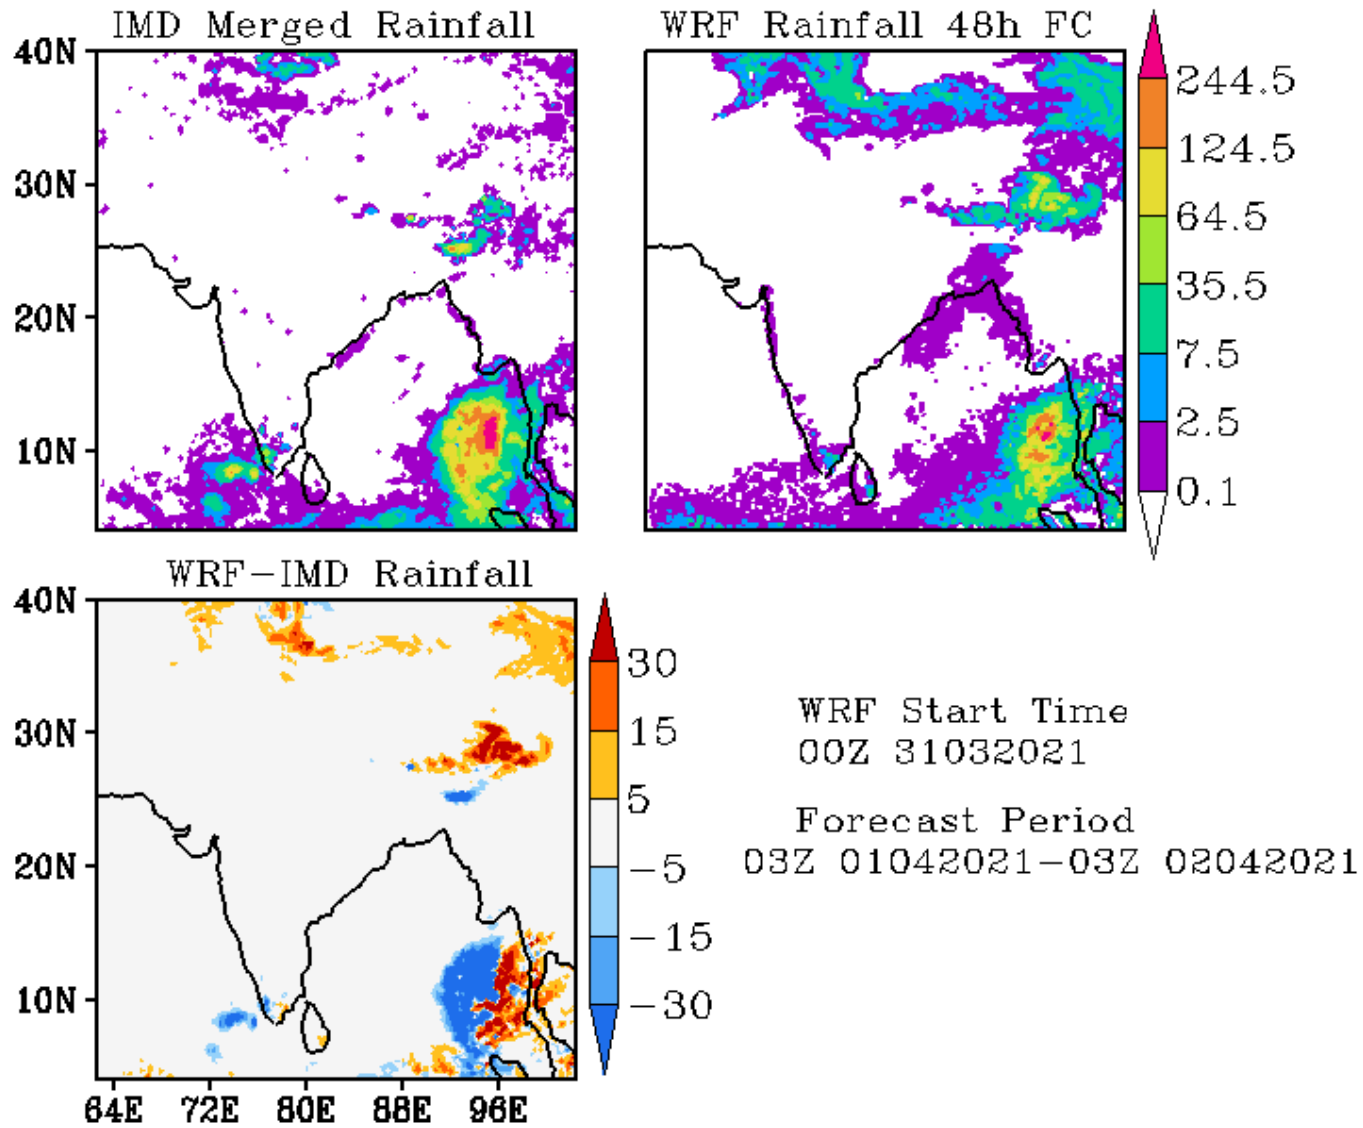 IMD Merged Rainfall
WRF Rainfall 48h FC
40N
30N
20N
10N
244.5
124.5
64.5
35.5
7.5
2.5
0.1
WRF-IMD Rainfall
40N
30N
20N
10N
64E 72E 80E 88E 96E
30
15
5
-5
-15
-30
WRF Start Time
00Z 31032021
Forecast Period
03Z 01042021-03Z 02042021